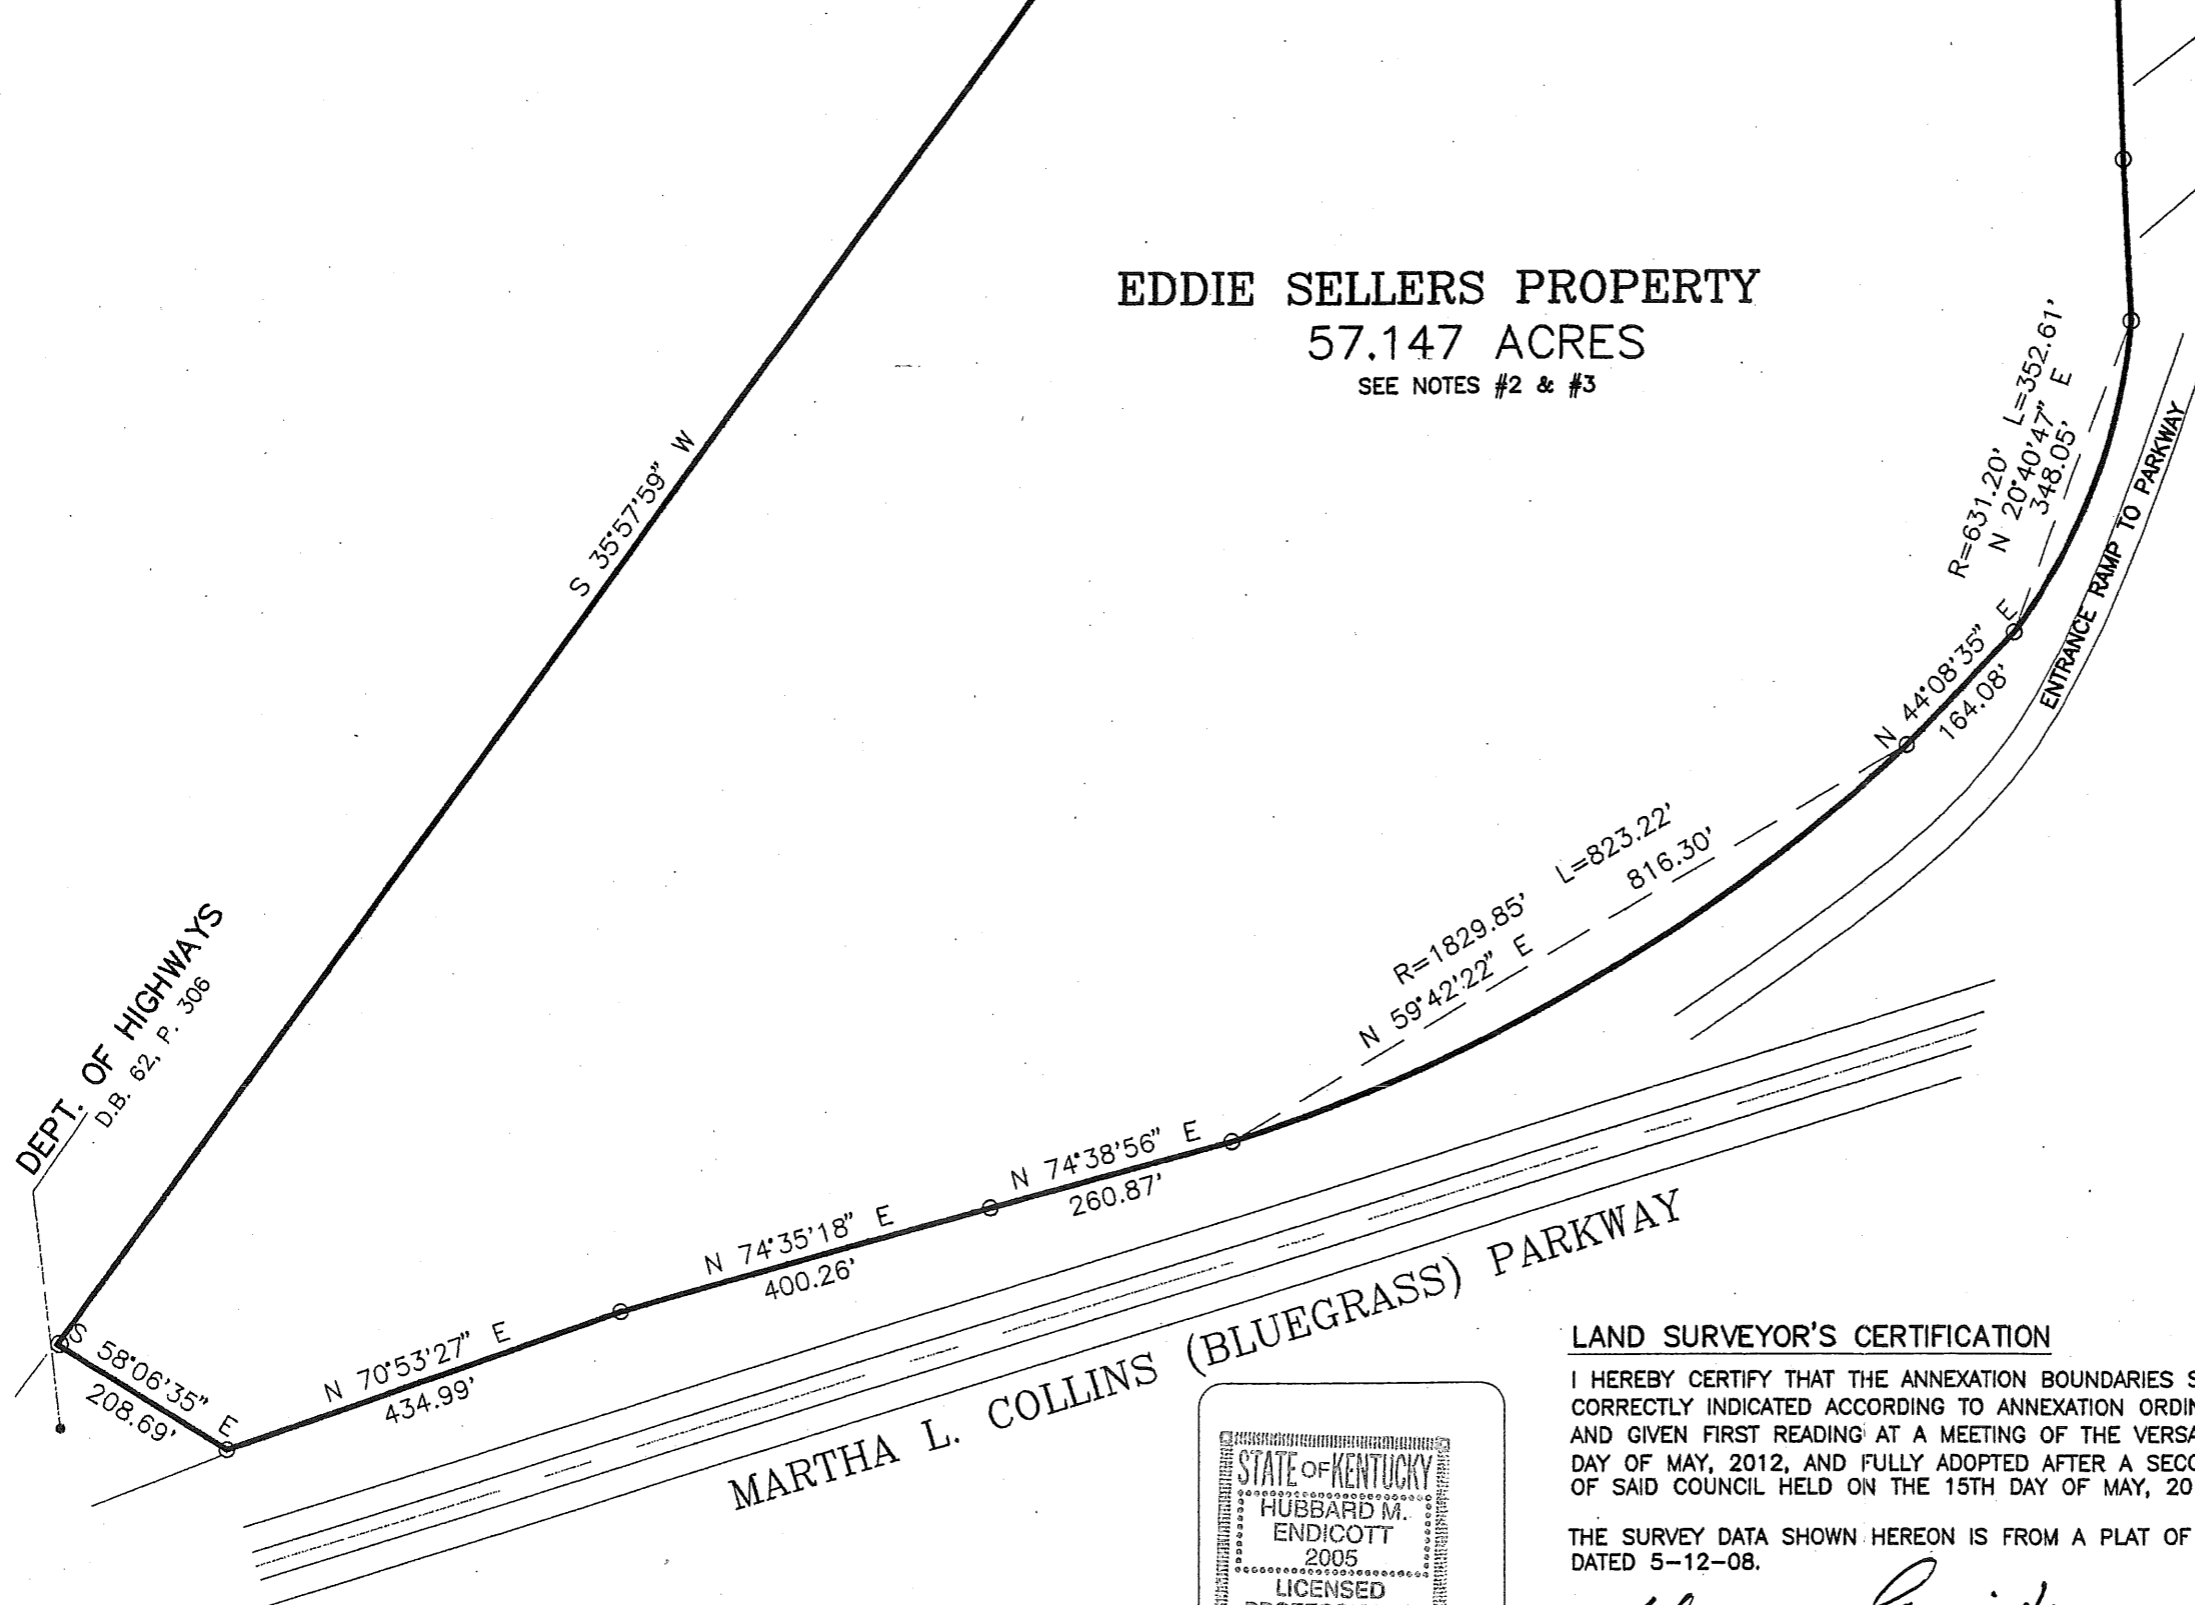 EDDIE SELLERS PROPERTY
57.147 ACRES
SEE NOTES #2 & #3
S 35°57'59" W
R=631.20' L=352.61'
N 20°40'47" E
348.05'
ENTRANCE RAMP TO PARKWAY
N 44°08'35" E
164.08'
R=1829.85' L=823.22'
N 59°42'22" E 816.30'
DEPT. OF HIGHWAYS
D.B. 62, P. 306
N 74°38'56" E
260.87'
N 74°35'18" E
400.26'
N 70°53'27" E
434.99'
S 58°06'35" E
208.69'
MARTHA L. COLLINS (BLUEGRASS) PARKWAY
STATE OF KENTUCKY
HUBBARD M.
ENDICOTT
2005
LICENSED
LAND SURVEYOR'S CERTIFICATION
I HEREBY CERTIFY THAT THE ANNEXATION BOUNDARIES S
CORRECTLY INDICATED ACCORDING TO ANNEXATION ORDIN
AND GIVEN FIRST READING AT A MEETING OF THE VERSA
DAY OF MAY, 2012, AND FULLY ADOPTED AFTER A SECO
OF SAID COUNCIL HELD ON THE 15TH DAY OF MAY, 20
THE SURVEY DATA SHOWN HEREON IS FROM A PLAT OF
DATED 5-12-08.